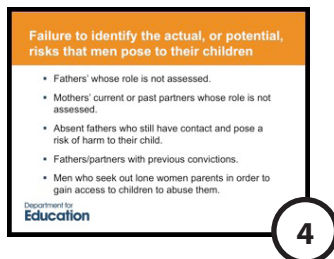 Failure to identify the actual, or potential,
risks that men pose to their children
▪ Fathers' whose role is not assessed.
▪ Mothers' current or past partners whose role is not
assessed.
▪ Absent fathers who still have contact and pose a
risk of harm to their child.
▪ Fathers/partners with previous convictions.
▪ Men who seek out lone women parents in order to
gain access to children to abuse them.
Department for
Education
4